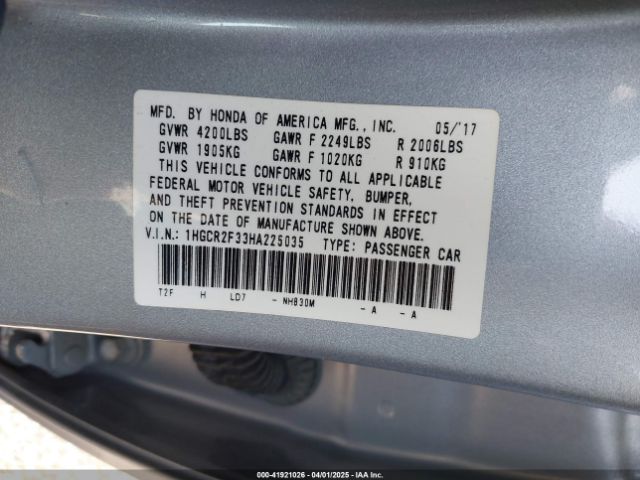 MFD. BY HONDA OF AMERICA MFG., INC. 05/'17
GVWR 4200LBS GAWR F 2249LBS R 2006LBS
GVWR 1905KG GAWR F 1020KG R 910KG
THIS VEHICLE CONFORMS TO ALL APPLICABLE
FEDERAL MOTOR VEHICLE SAFETY, BUMPER,
AND THEFT PREVENTION STANDARDS IN EFFECT
ON THE DATE OF MANUFACTURE SHOWN ABOVE.
V.I.N.: 1HGCR2F33HA225035 TYPE: PASSENGER CAR
T2F H LD7 - NH830M - A - A
00-41921026 - 04/01/2025 - IAA Inc.